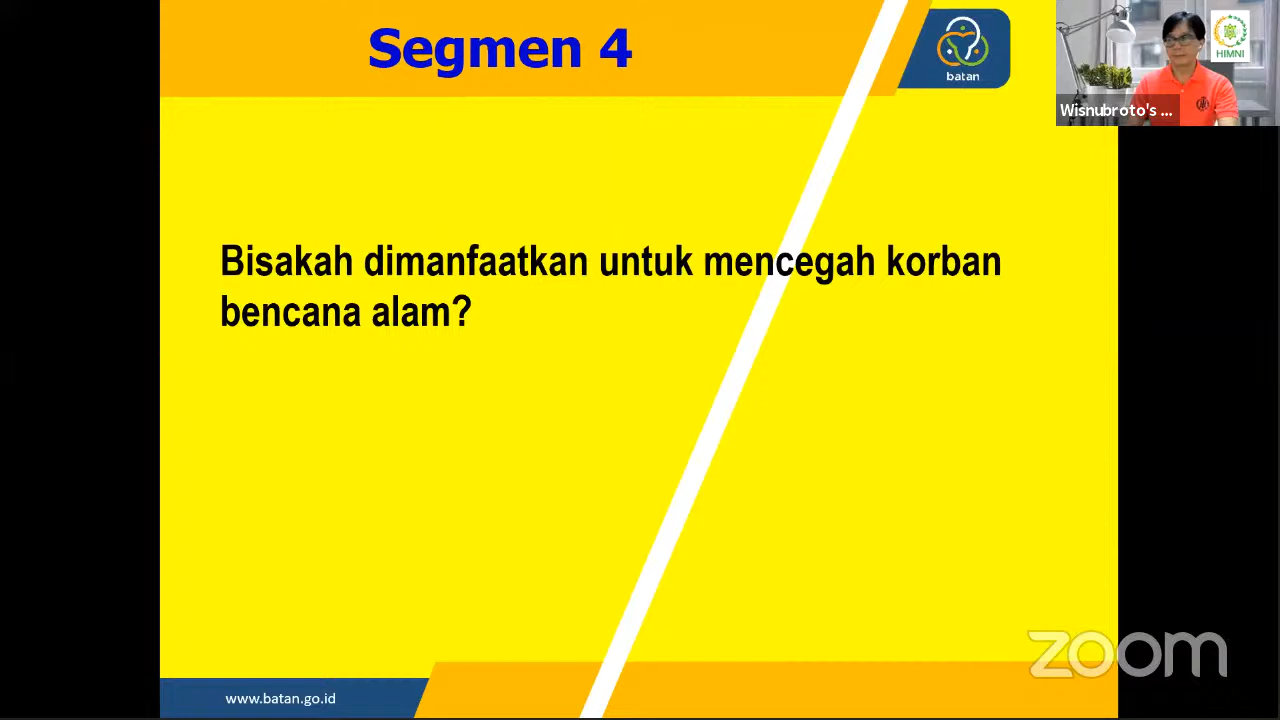 Segmen 4
batan
HIMNI
Wisnubroto's ...
Bisakah dimanfaatkan untuk mencegah korban
bencana alam?
zoom
www.batan.go.id